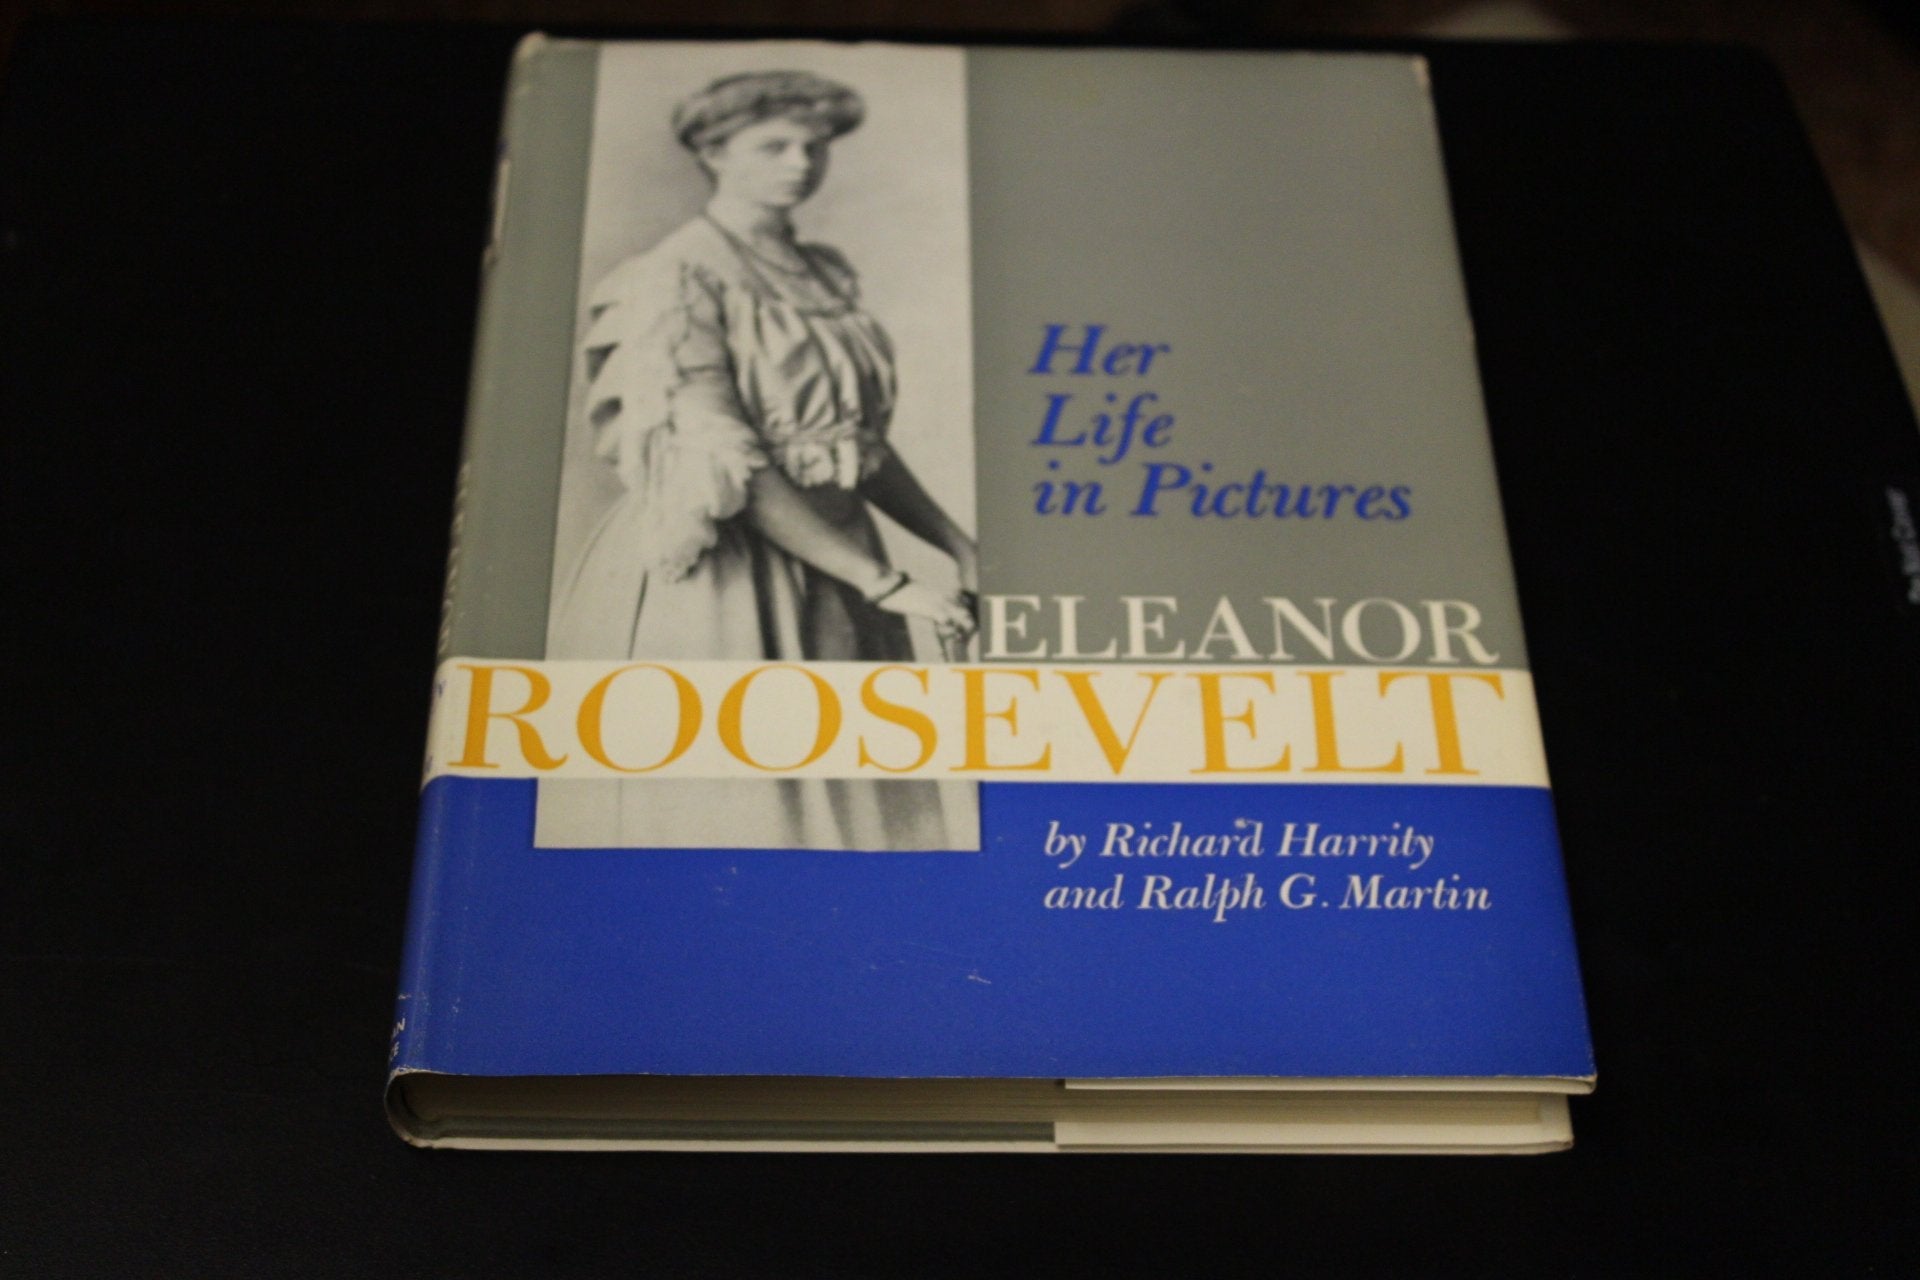 Her
Life
in Pictures
ELEANOR
ROOSEVELT
by Richard Harrity
and Ralph G. Martin